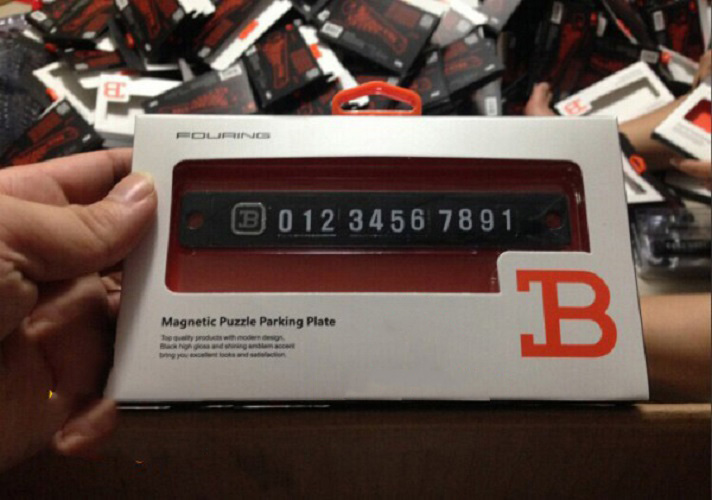 FOURING
B 012 3456 7891
B
Magnetic Puzzle Parking Plate
Top quality products with modern design.
Black high gloss and shining emblem accent
bring you excellent looks and satisfaction.